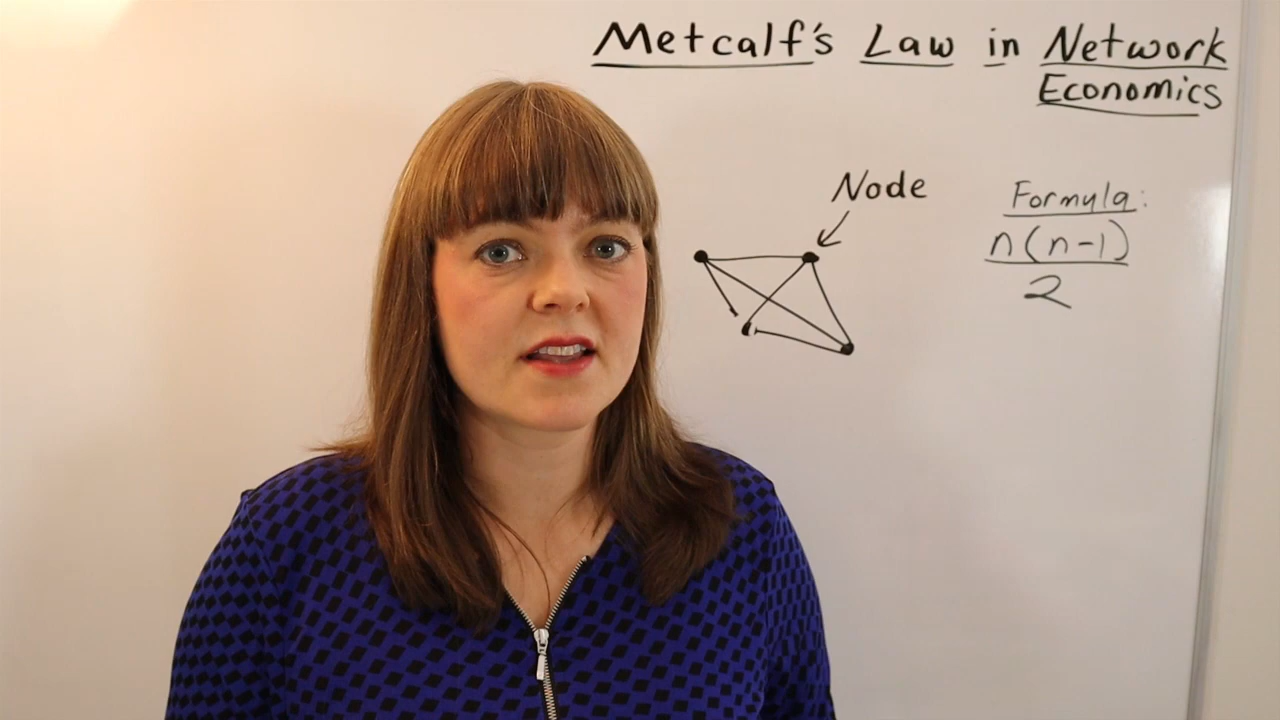 Metcalf's Law in Network
Economics
Node
Formula:
n(n-1)
2